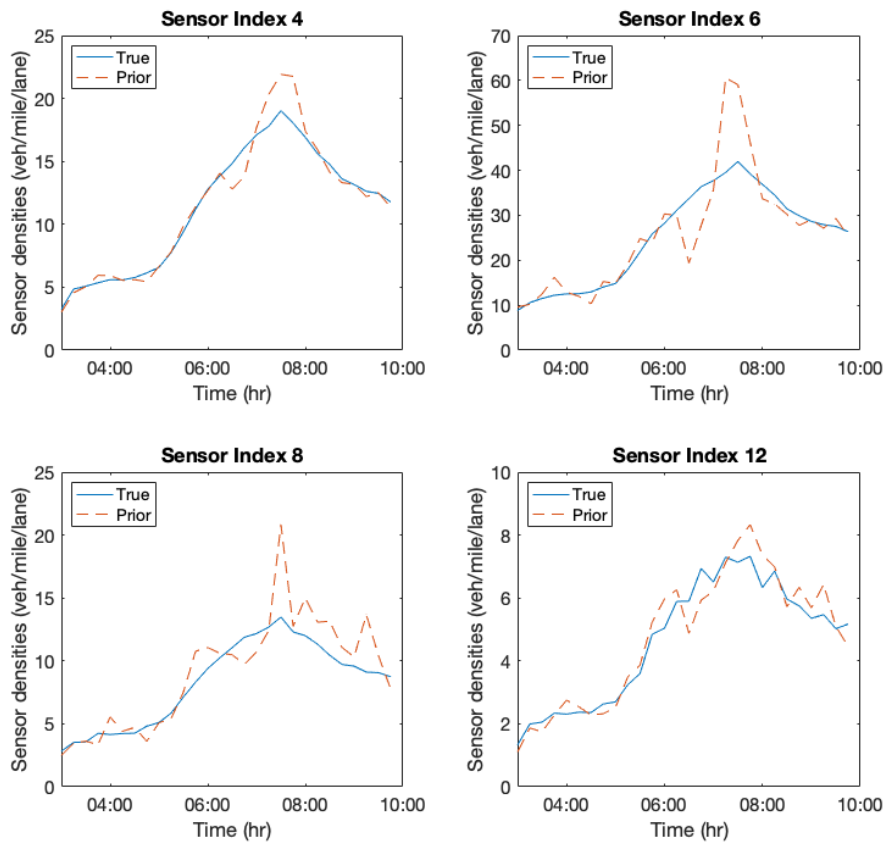 Sensor Index 4
Sensor densities (veh/mile/lane)
25
20
15
10
5
0
True
Prior
04:00 06:00 08:00 10:00
Time (hr)
Sensor Index 6
Sensor densities (veh/mile/lane)
70
60
50
40
30
20
10
0
True
Prior
04:00 06:00 08:00 10:00
Time (hr)
Sensor Index 8
Sensor densities (veh/mile/lane)
25
20
15
10
5
0
True
Prior
04:00 06:00 08:00 10:00
Time (hr)
Sensor Index 12
Sensor densities (veh/mile/lane)
10
8
6
4
2
0
True
Prior
04:00 06:00 08:00 10:00
Time (hr)